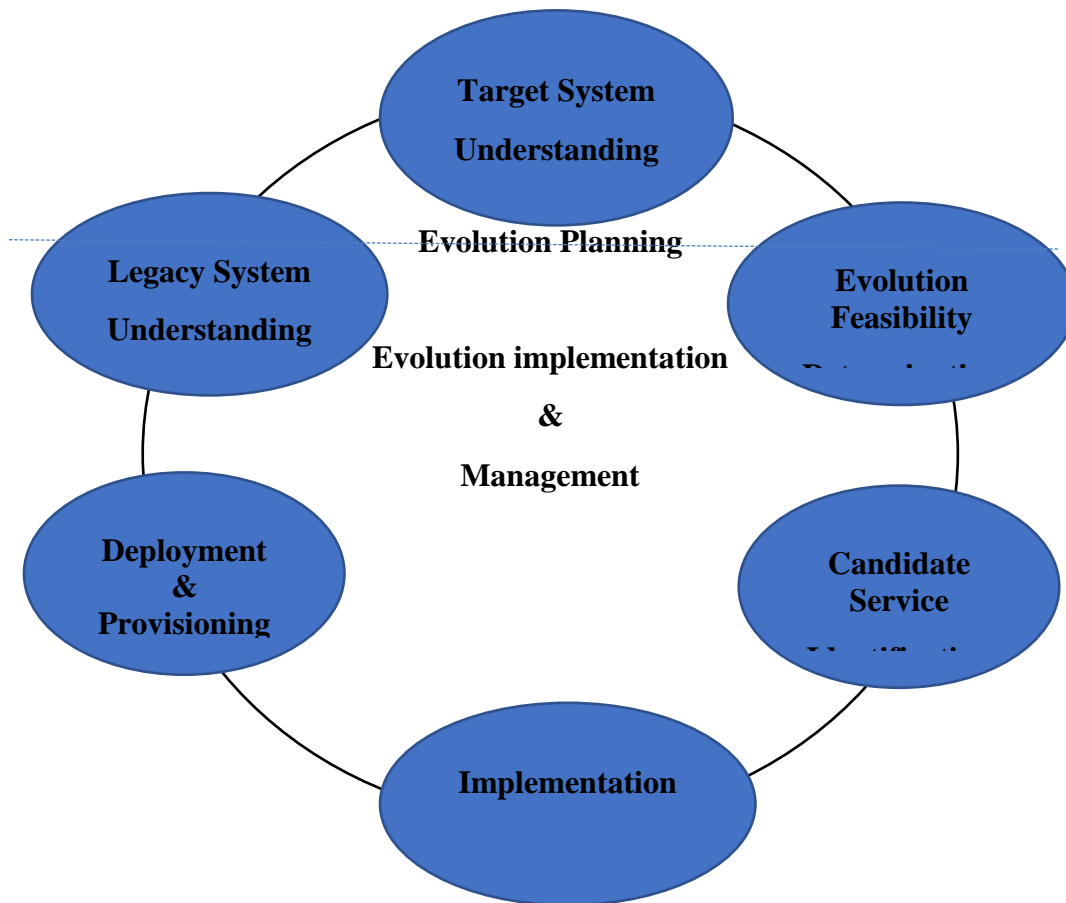 Target System
Understanding
Evolution Planning
Legacy System
Understanding
Evolution
Feasibility
Evolution implementation
&
Management
Deployment
&
Provisioning
Candidate
Service
Implementation